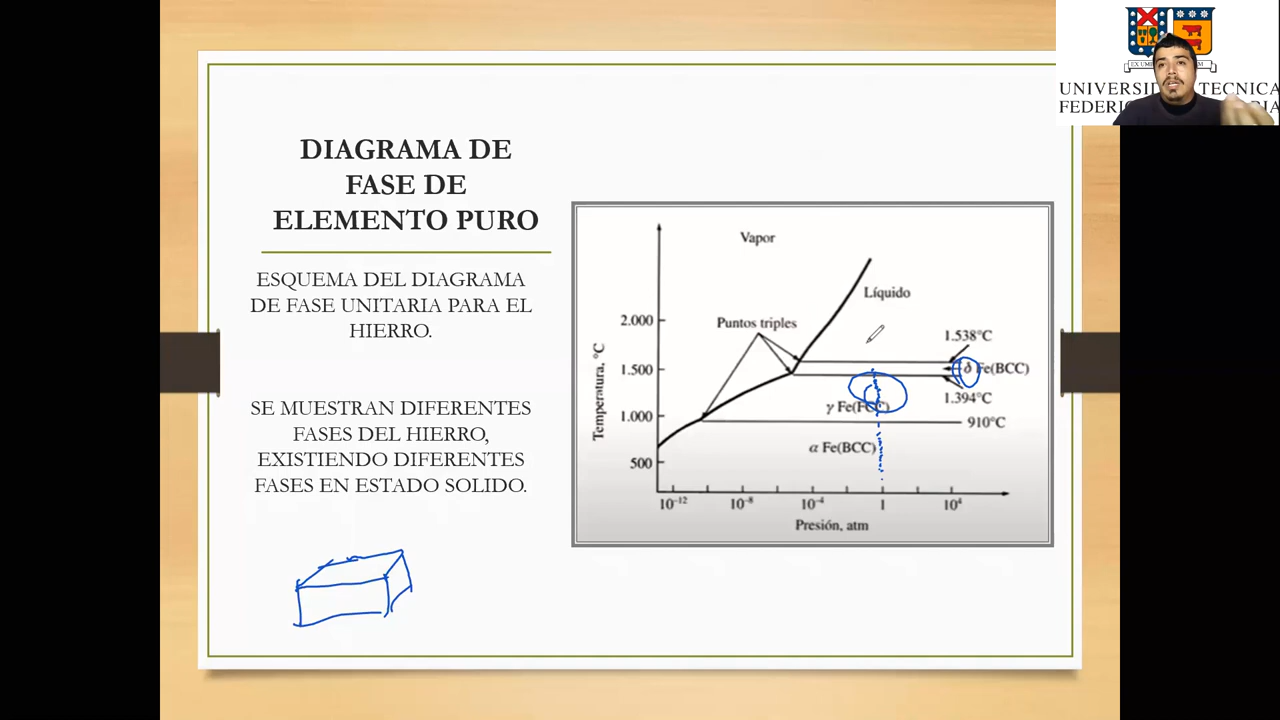 DIAGRAMA DE
FASE DE
ELEMENTO PURO
ESQUEMA DEL DIAGRAMA
DE FASE UNITARIA PARA EL
HIERRO.
SE MUESTRAN DIFERENTES
FASES DEL HIERRO,
EXISTIENDO DIFERENTES
FASES EN ESTADO SOLIDO.
Vapor
Líquido
Puntos triples
2.000
1.500
1.000
500
Temperatura, °C
1.538°C
δ Fe(BCC)
1.394°C
γ Fe(FCC)
910°C
α Fe(BCC)
10⁻¹² 10⁻⁸ 10⁻⁴ 1 10⁴
Presión, atm